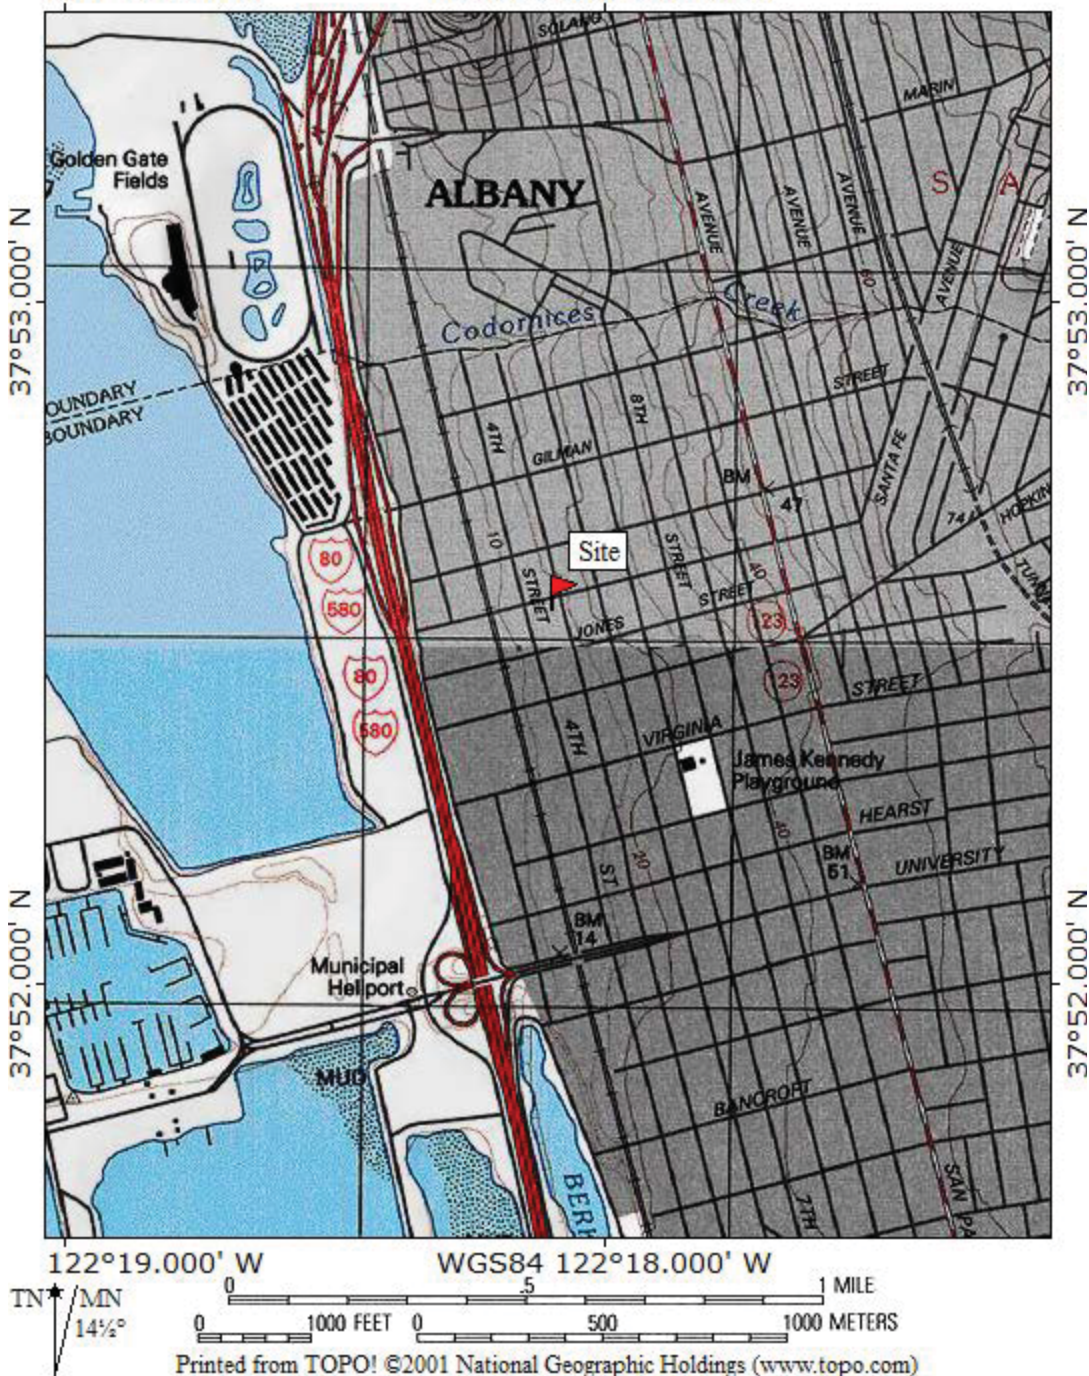 SOLANO
MARIN
Golden Gate
Fields
ALBANY
S A
AVENUE
AVENUE
AVENUE
AVENUE
60
37°53.000' N
37°53.000' N
Codornices Creek
BOUNDARY
STREET
8TH
4TH
GILMAN
SANTA FE
BM
47
74
HOPKIN
10
Site
80
STREET
STREET
40
STREET
580
JONES
123
80
123
STREET
580
4TH
VIRGINIA
James Kennedy
Playground
HEARST
40
20
ST
BM
51
UNIVERSITY
37°52.000' N
37°52.000' N
BM
14
Municipal
Heliport
MUD
BANCROFT
BERK
7TH
SAN PA
122°19.000' W
WGS84 122°18.000' W
TN MN
14½°
0 .5 1 MILE
0 1000 FEET 0 500 1000 METERS
Printed from TOPO! ©2001 National Geographic Holdings (www.topo.com)